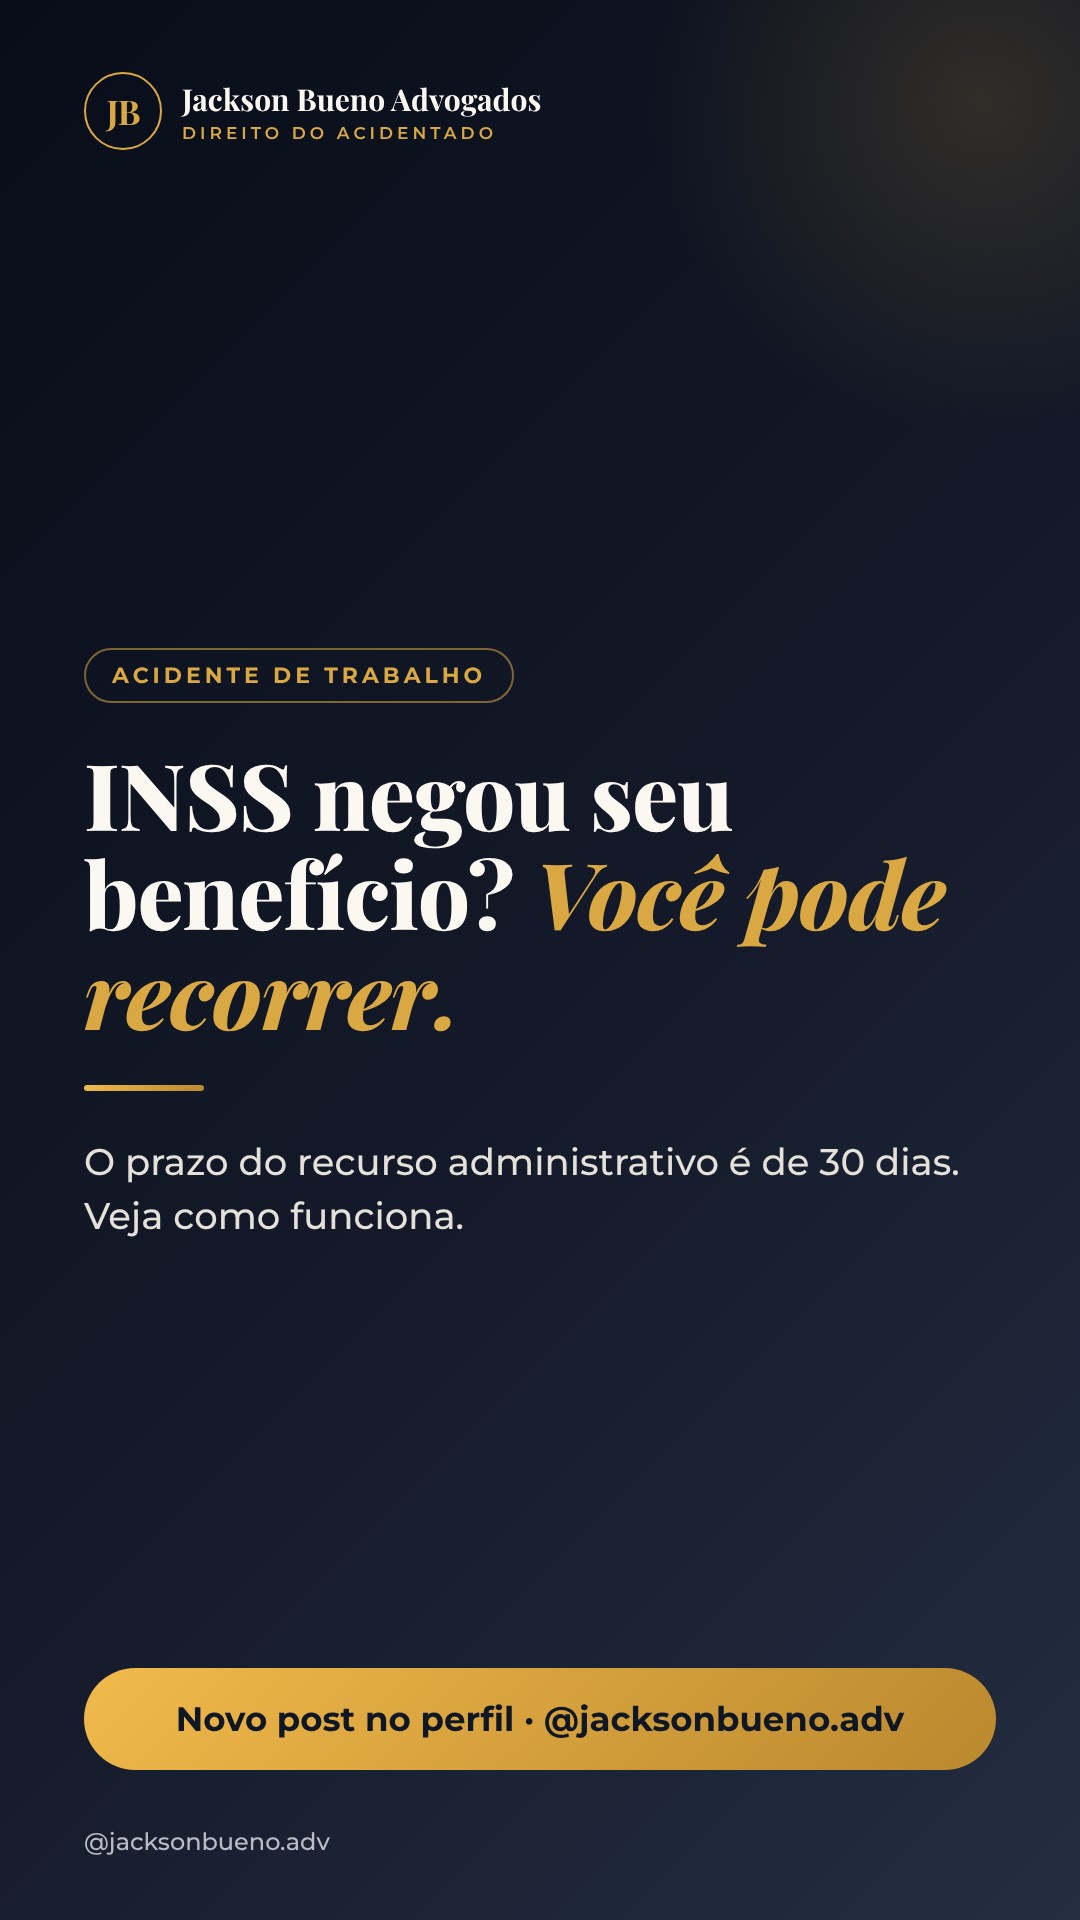 JB
Jackson Bueno Advogados
DIREITO DO ACIDENTADO
ACIDENTE DE TRABALHO
INSS negou seu
benefício? Você pode
recorrer.
O prazo do recurso administrativo é de 30 dias.
Veja como funciona.
Novo post no perfil · @jacksonbueno.adv
@jacksonbueno.adv